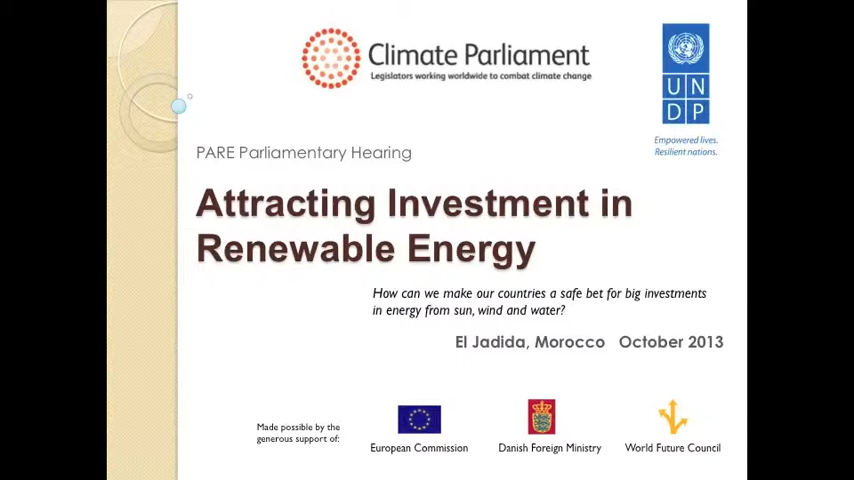 Climate Parliament
Legislators working worldwide to combat climate change
UN
DP
Empowered lives.
Resilient nations.
PARE Parliamentary Hearing
Attracting Investment in
Renewable Energy
How can we make our countries a safe bet for big investments
in energy from sun, wind and water?
El Jadida, Morocco October 2013
Made possible by the
generous support of:
European Commission
Danish Foreign Ministry
World Future Council